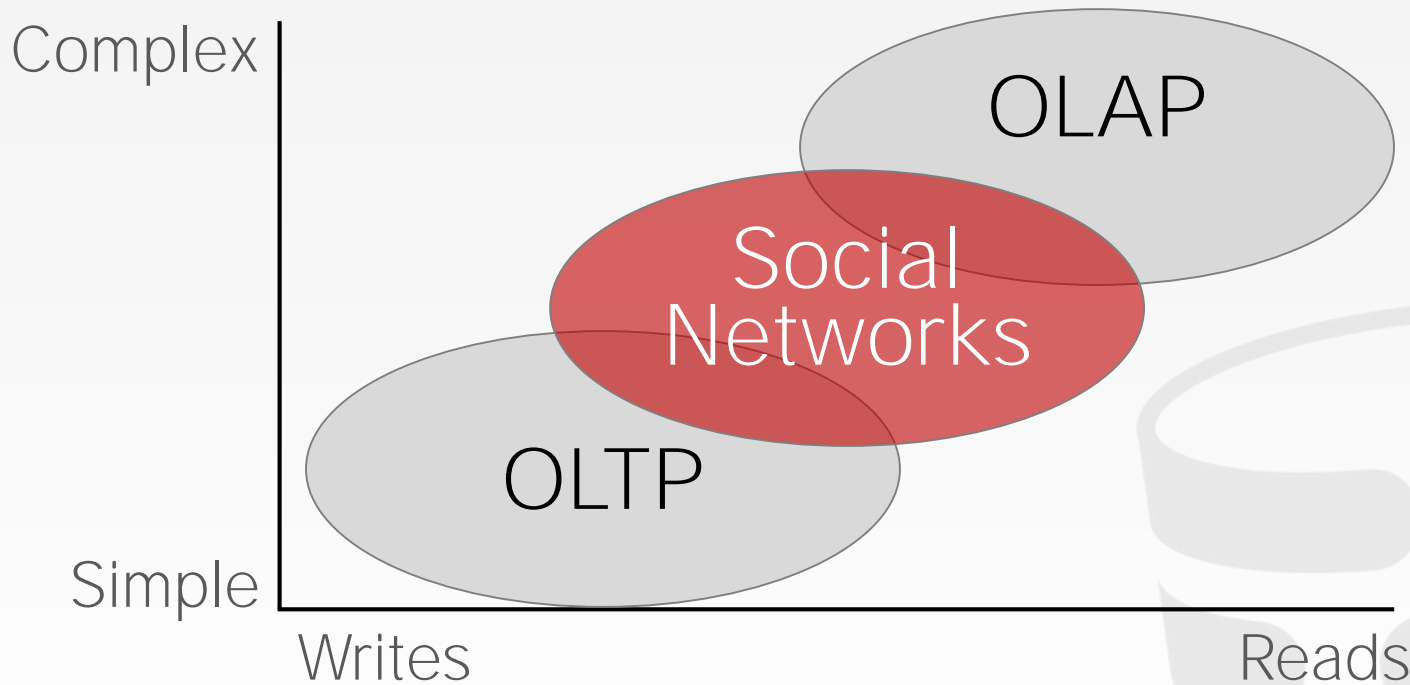 Complex
OLAP
Social
Networks
OLTP
Simple
Writes
Reads